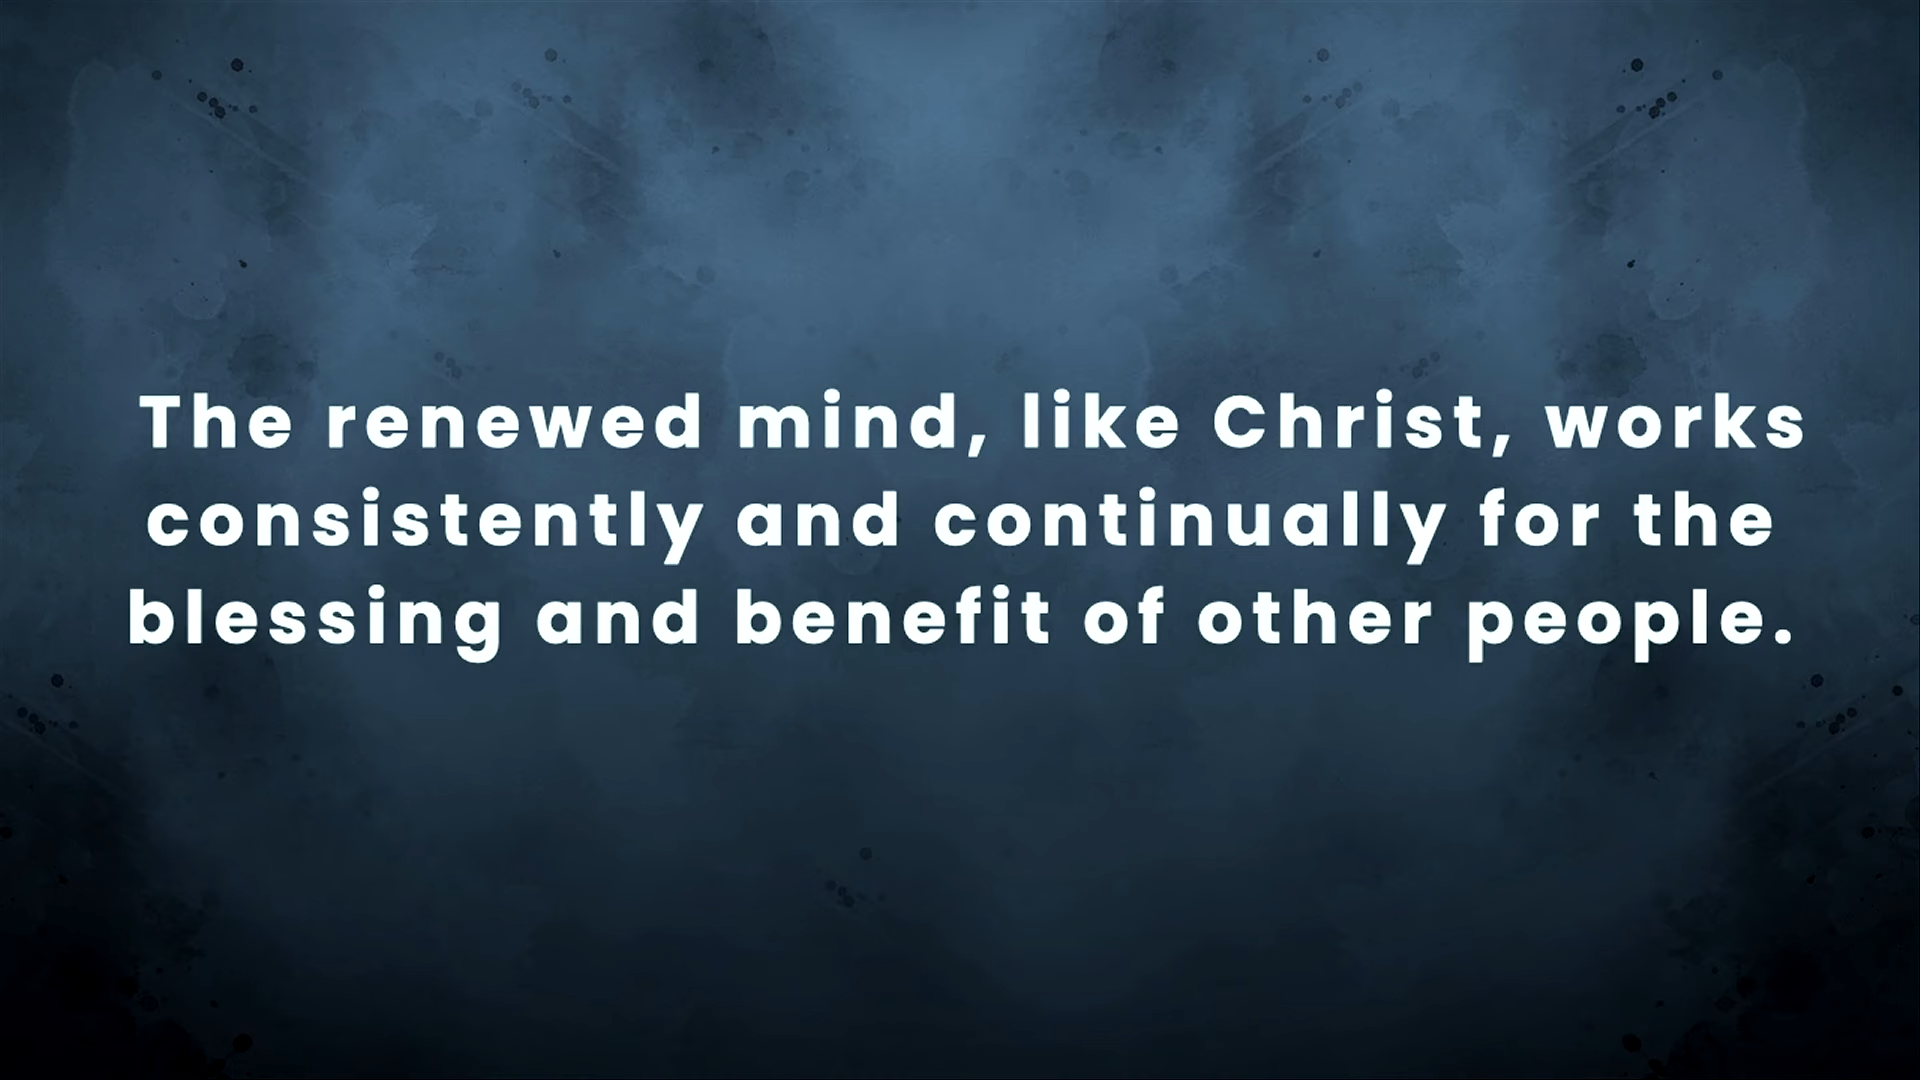 The renewed mind, like Christ, works
consistently and continually for the
blessing and benefit of other people.